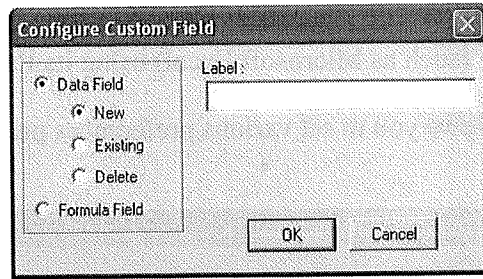 Configure Custom Field
Data Field
New
Existing
Delete
Formula Field
Label :
OK
Cancel